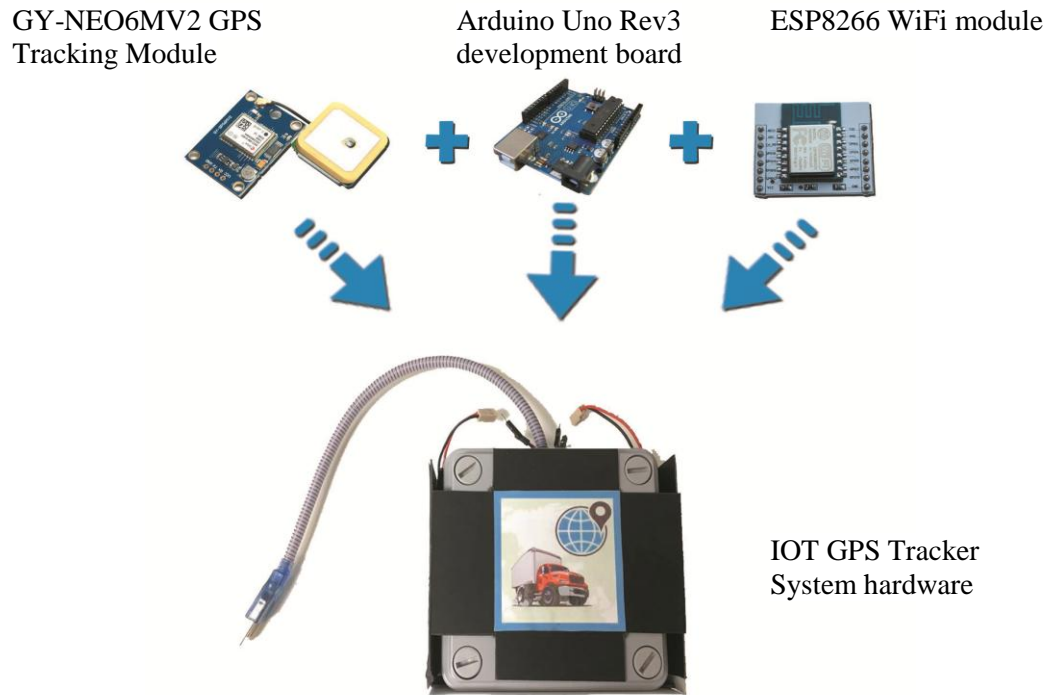 GY-NEO6MV2 GPS
Tracking Module
Arduino Uno Rev3
development board
ESP8266 WiFi module
IOT GPS Tracker
System hardware